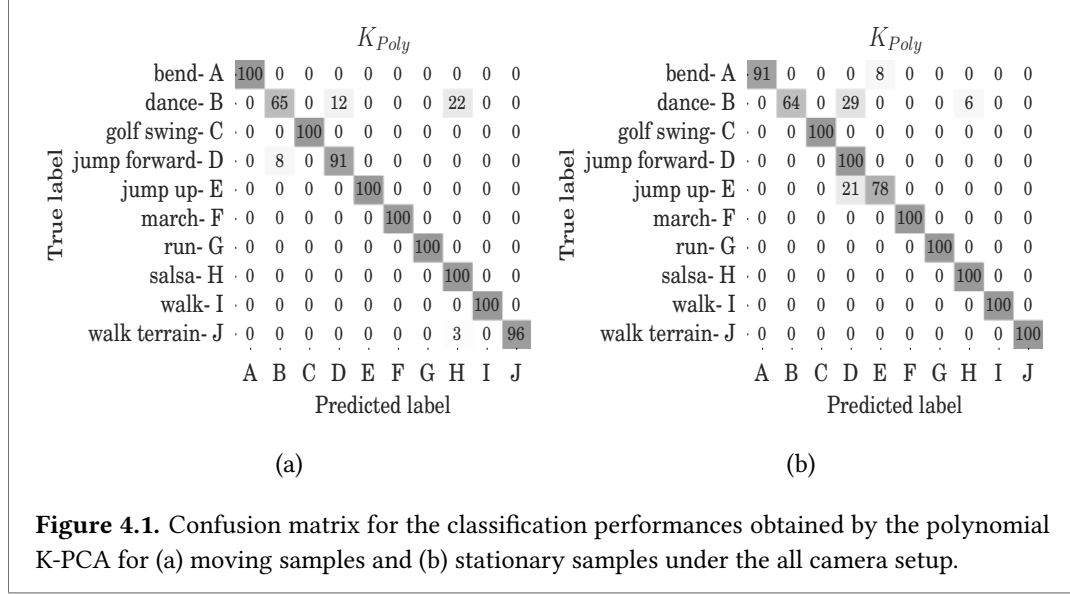 K_Poly
bend- A 100 0 0 0 0 0 0 0 0 0
dance- B 0 65 0 12 0 0 0 22 0 0
golf swing- C 0 0 100 0 0 0 0 0 0 0
jump forward- D 0 8 0 91 0 0 0 0 0 0
jump up- E 0 0 0 0 100 0 0 0 0 0
march- F 0 0 0 0 0 100 0 0 0 0
run- G 0 0 0 0 0 0 100 0 0 0
salsa- H 0 0 0 0 0 0 0 100 0 0
walk- I 0 0 0 0 0 0 0 0 100 0
walk terrain- J 0 0 0 0 0 0 0 3 0 96
A B C D E F G H I J
True label
Predicted label
(a)
K_Poly
bend- A 91 0 0 0 8 0 0 0 0 0
dance- B 0 64 0 29 0 0 0 6 0 0
golf swing- C 0 0 100 0 0 0 0 0 0 0
jump forward- D 0 0 0 100 0 0 0 0 0 0
jump up- E 0 0 0 21 78 0 0 0 0 0
march- F 0 0 0 0 0 100 0 0 0 0
run- G 0 0 0 0 0 0 100 0 0 0
salsa- H 0 0 0 0 0 0 0 100 0 0
walk- I 0 0 0 0 0 0 0 0 100 0
walk terrain- J 0 0 0 0 0 0 0 0 0 100
A B C D E F G H I J
True label
Predicted label
(b)
Figure 4.1. Confusion matrix for the classification performances obtained by the polynomial
K-PCA for (a) moving samples and (b) stationary samples under the all camera setup.